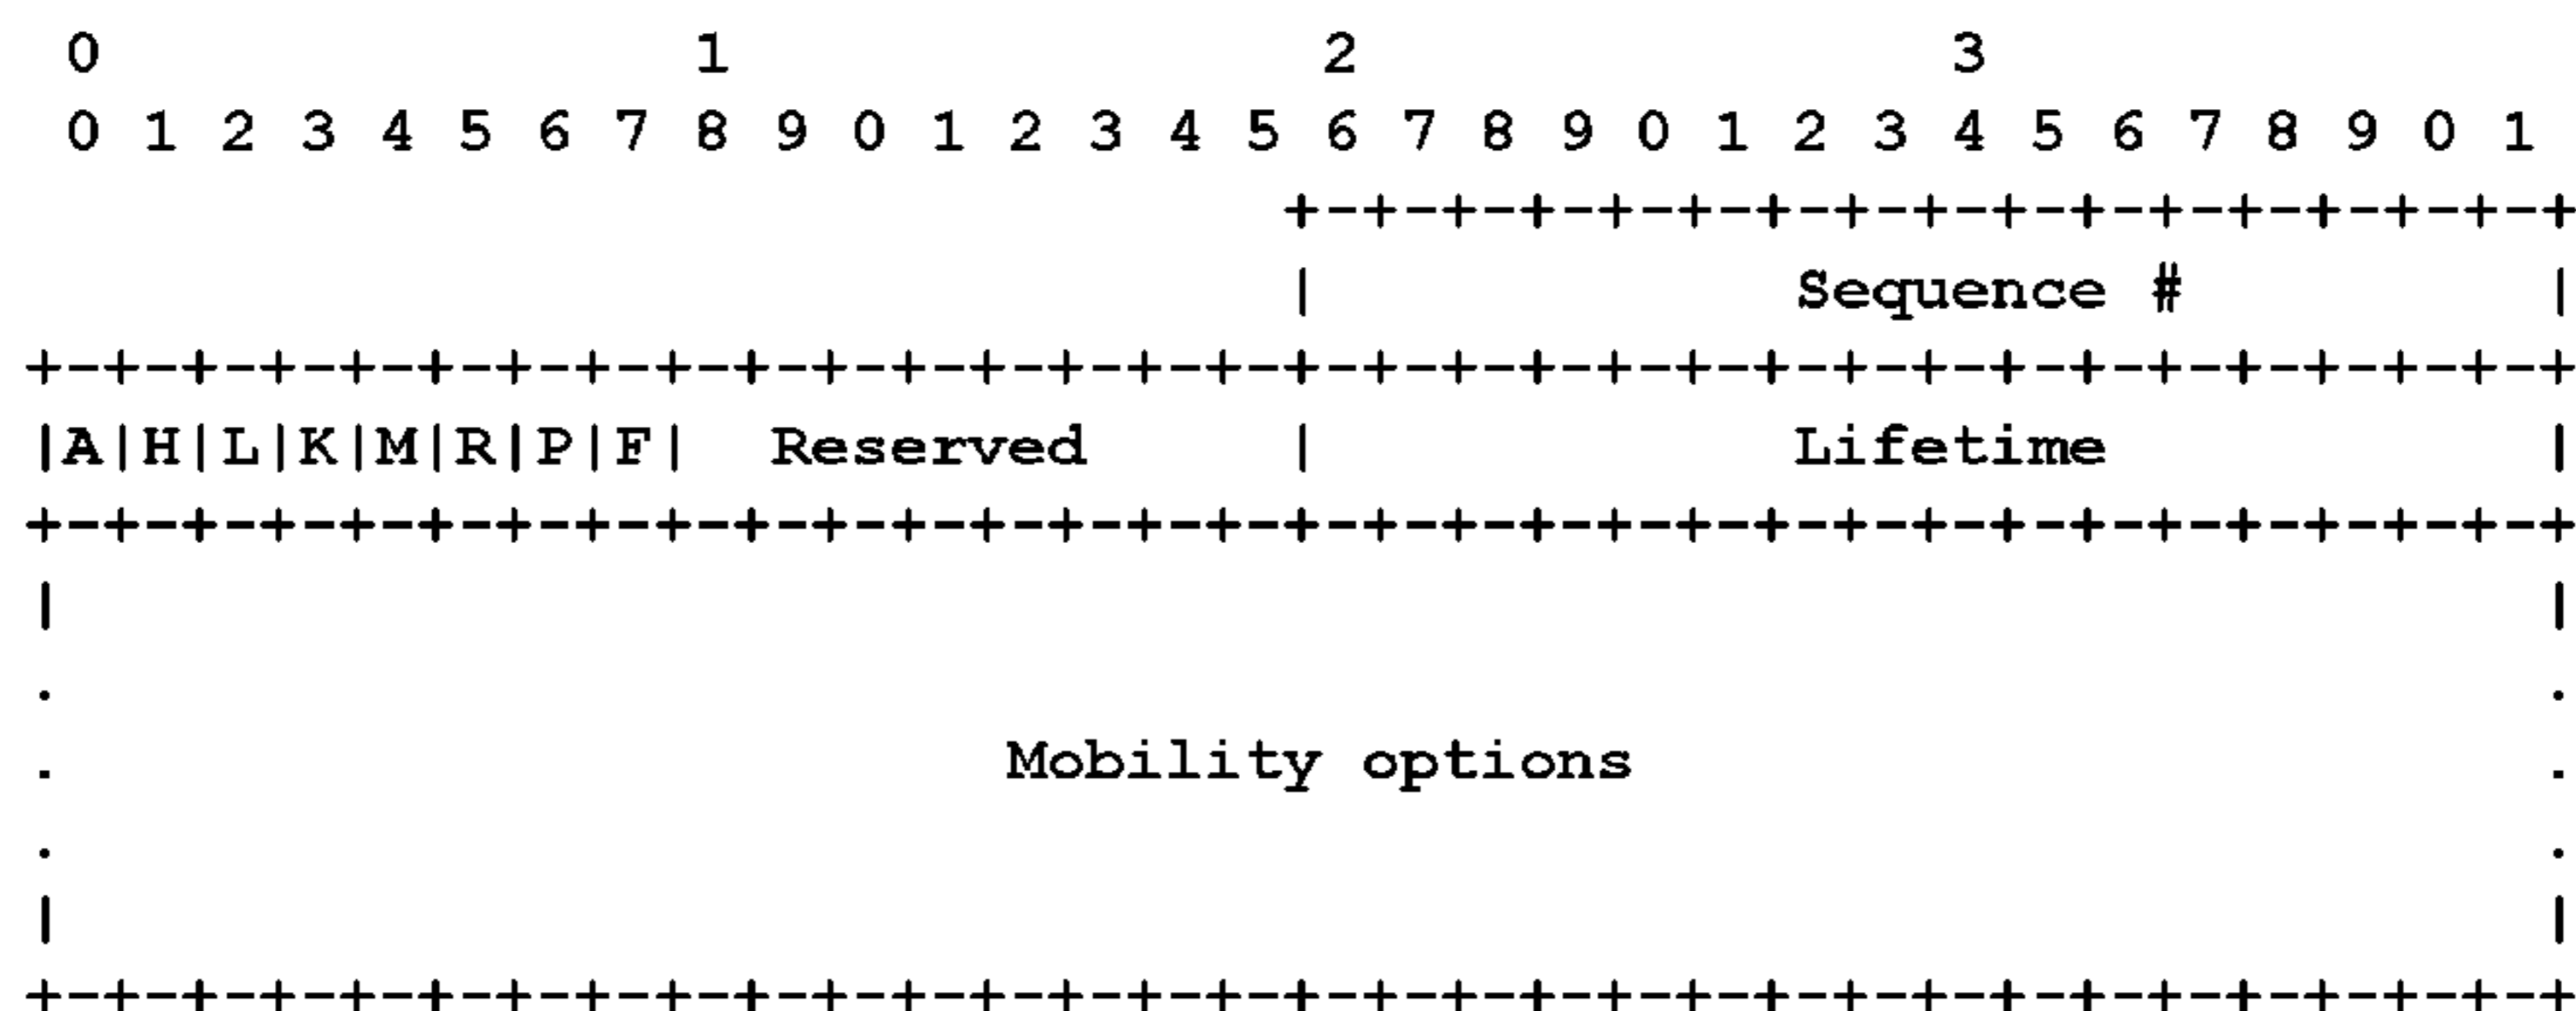 0               1               2               3
 0 1 2 3 4 5 6 7 8 9 0 1 2 3 4 5 6 7 8 9 0 1 2 3 4 5 6 7 8 9 0 1
                                +-+-+-+-+-+-+-+-+-+-+-+-+-+-+-+-+
                                |            Sequence #         |
+-+-+-+-+-+-+-+-+-+-+-+-+-+-+-+-+-+-+-+-+-+-+-+-+-+-+-+-+-+-+-+-+
|A|H|L|K|M|R|P|F|  Reserved     |            Lifetime           |
+-+-+-+-+-+-+-+-+-+-+-+-+-+-+-+-+-+-+-+-+-+-+-+-+-+-+-+-+-+-+-+-+
|                                                               |
.                                                               .
.                        Mobility options                       .
.                                                               .
|                                                               |
+-+-+-+-+-+-+-+-+-+-+-+-+-+-+-+-+-+-+-+-+-+-+-+-+-+-+-+-+-+-+-+-+